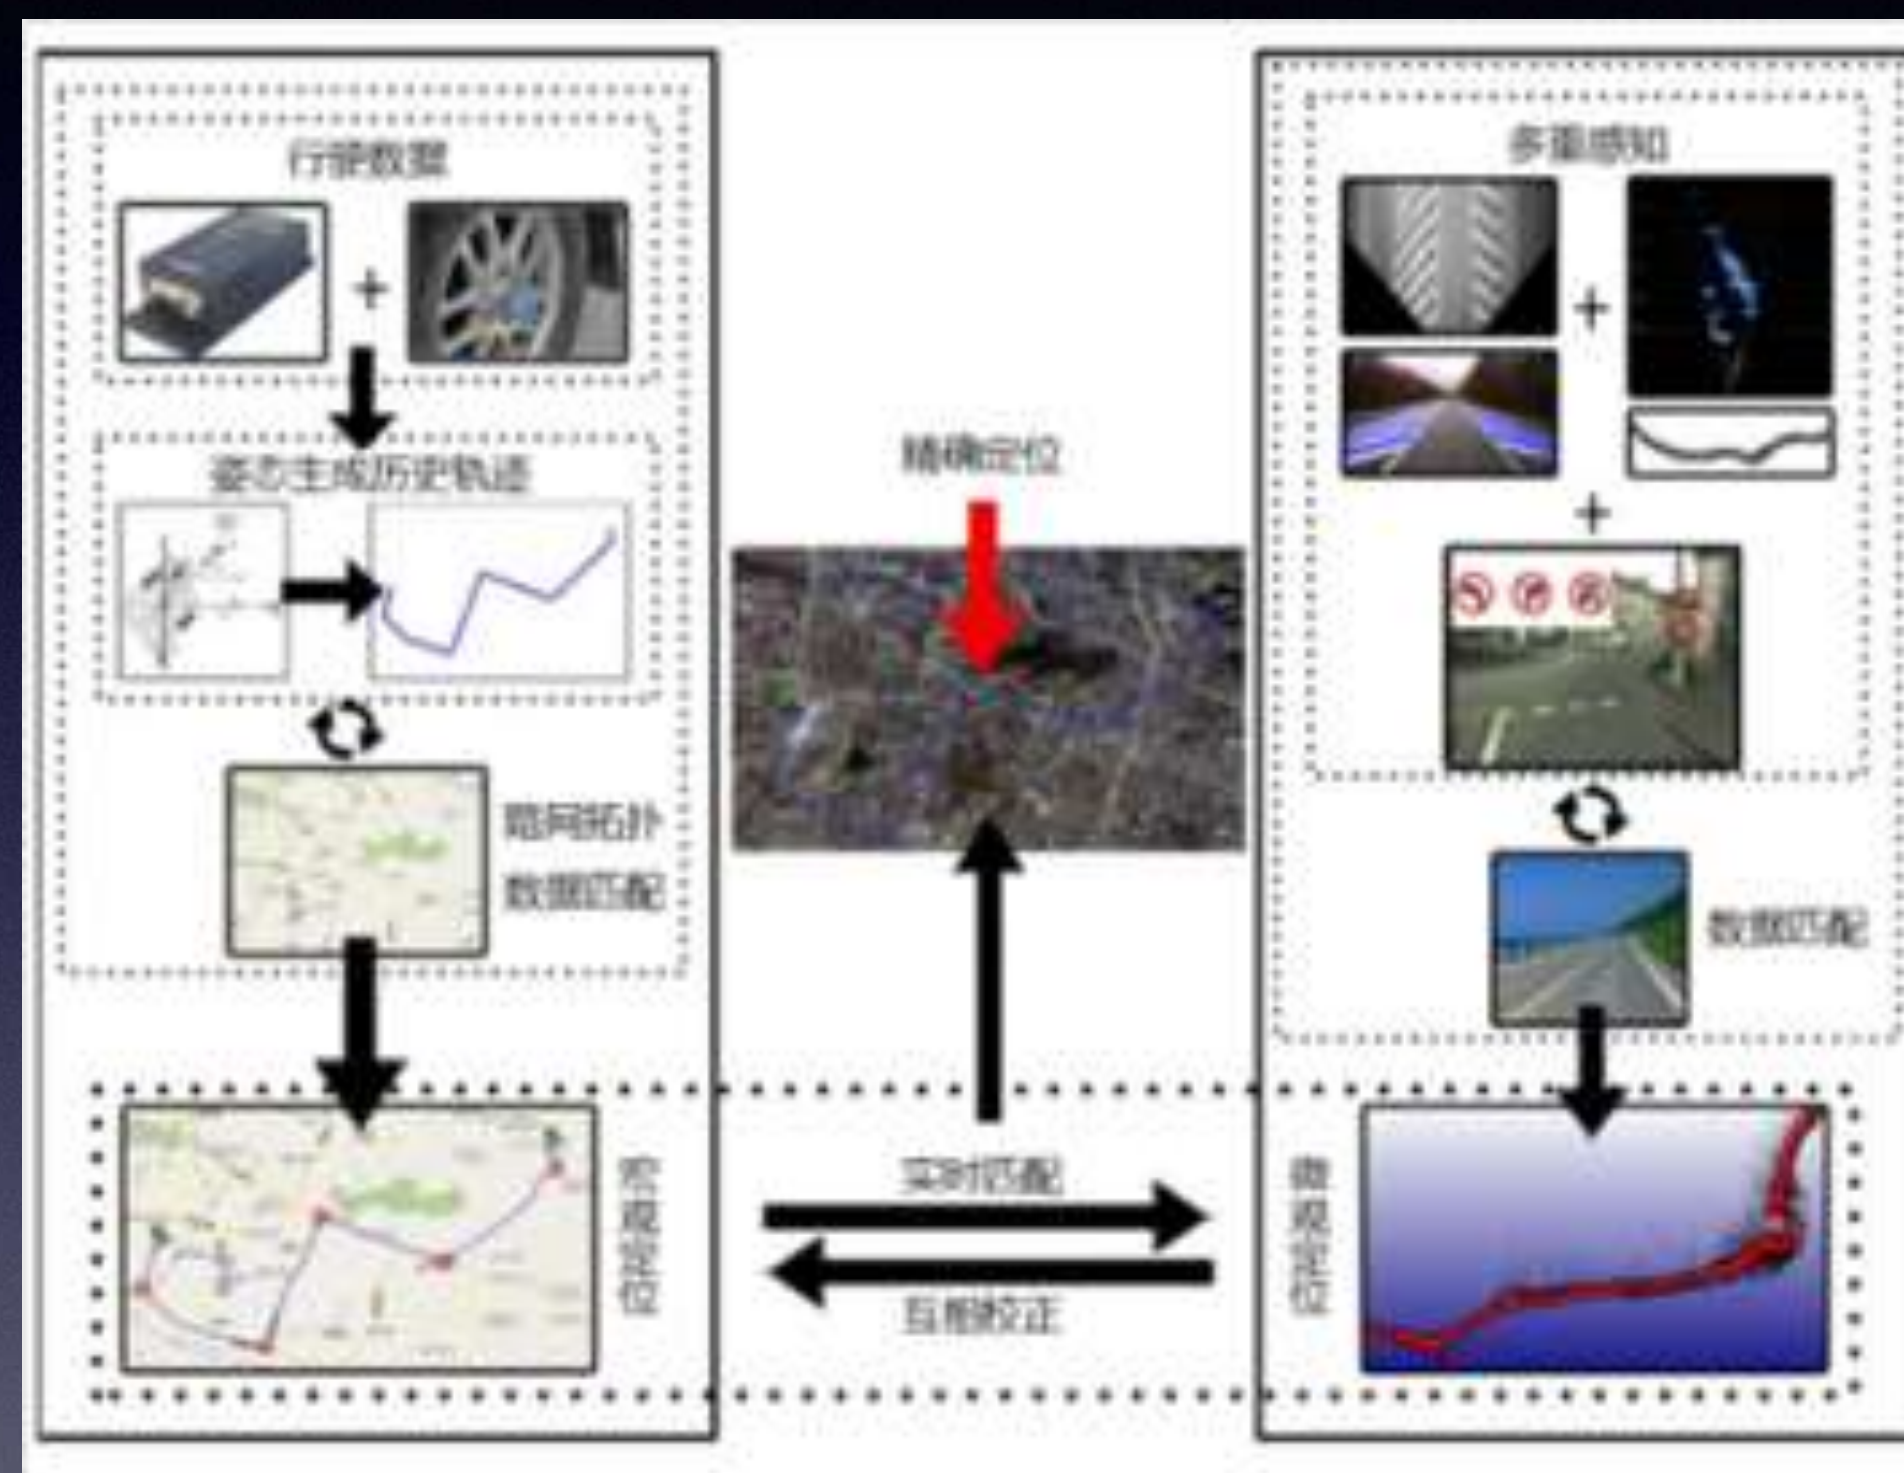 行驶数据
姿态生成历史轨迹
路网拓扑
数据匹配
宏观定位
精确定位
实时匹配
互相校正
多重感知
数据匹配
微观定位